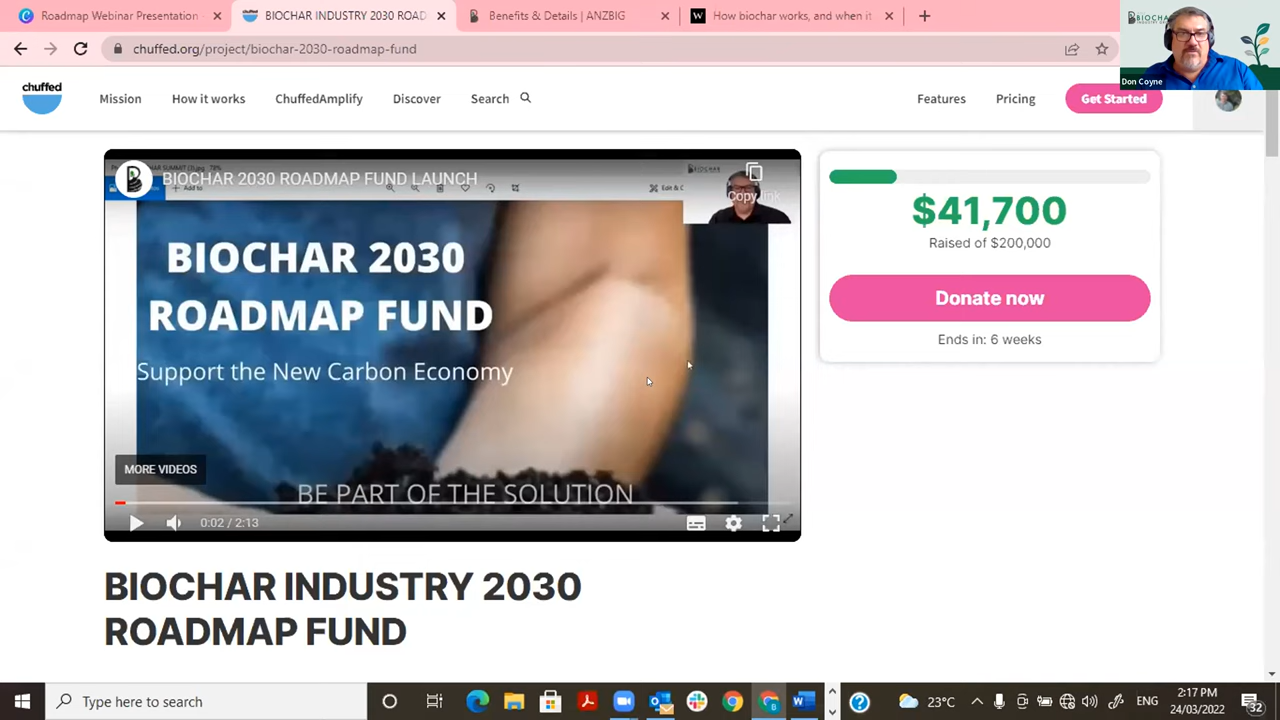 Roadmap Webinar Presentation -
BIOCHAR INDUSTRY 2030 ROAD
Benefits & Details | ANZBIG
How biochar works, and when it
chuffed.org/project/biochar-2030-roadmap-fund
Don Coyne
chuffed
Mission
How it works
ChuffedAmplify
Discover
Search
Features
Pricing
Get Started
BIOCHAR 2030 ROADMAP FUND LAUNCH
Copy link
BIOCHAR 2030
ROADMAP FUND
Support the New Carbon Economy
MORE VIDEOS
BE PART OF THE SOLUTION
0:02 / 2:13
$41,700
Raised of $200,000
Donate now
Ends in: 6 weeks
BIOCHAR INDUSTRY 2030
ROADMAP FUND
Type here to search
23°C
ENG
2:17 PM
24/03/2022
32